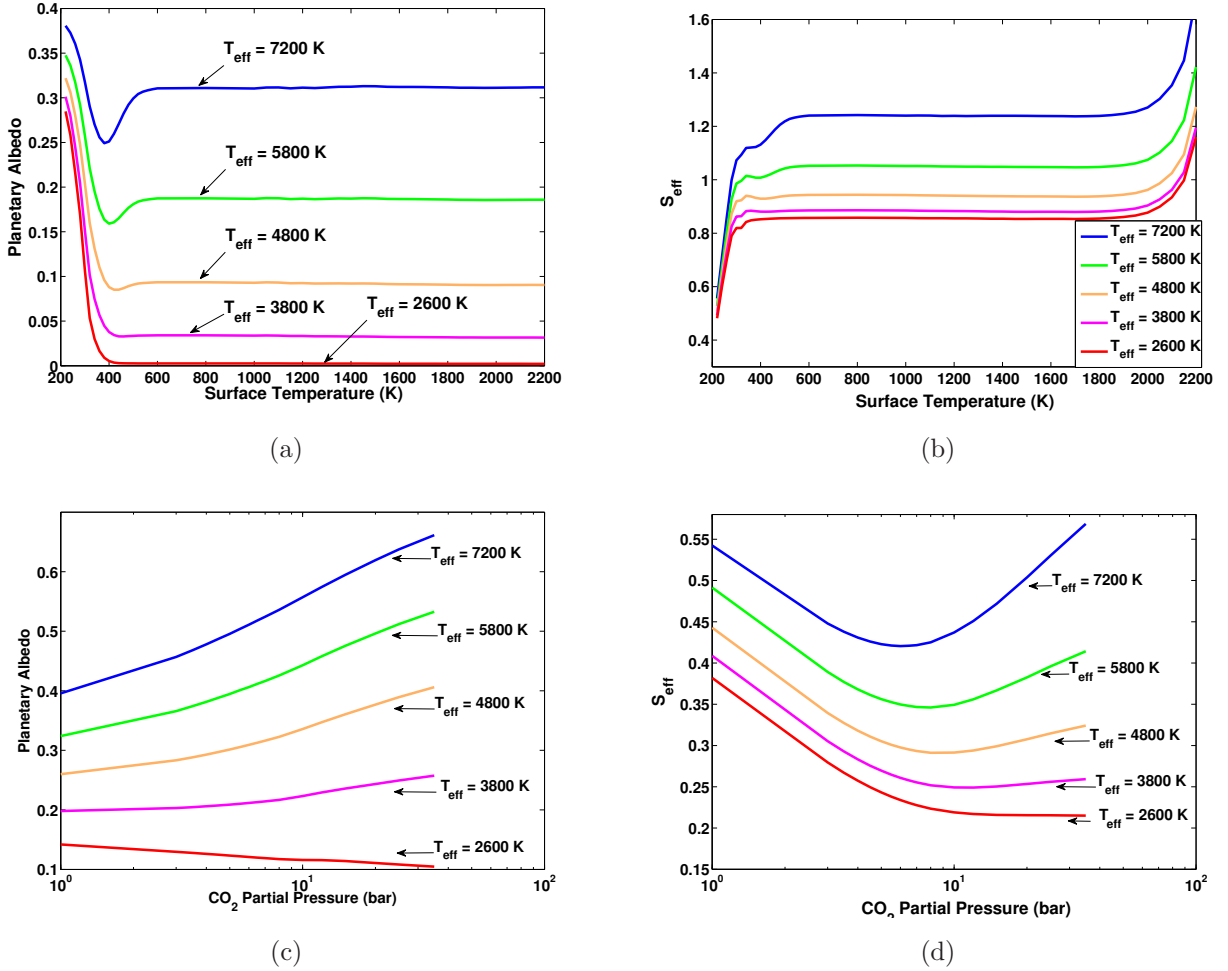 0.4
0.35
0.3
0.25
0.2
0.15
0.1
0.05
0
Planetary Albedo
T_eff = 7200 K
T_eff = 5800 K
T_eff = 4800 K
T_eff = 3800 K
T_eff = 2600 K
200 400 600 800 1000 1200 1400 1600 1800 2000 2200
Surface Temperature (K)
(a)
1.6
1.4
1.2
1
0.8
0.6
0.4
S_eff
T_eff = 7200 K
T_eff = 5800 K
T_eff = 4800 K
T_eff = 3800 K
T_eff = 2600 K
200 400 600 800 1000 1200 1400 1600 1800 2000 2200
Surface Temperature (K)
(b)
0.6
0.5
0.4
0.3
0.2
0.1
Planetary Albedo
T_eff = 7200 K
T_eff = 5800 K
T_eff = 4800 K
T_eff = 3800 K
T_eff = 2600 K
10^0 10^1 10^2
CO_2 Partial Pressure (bar)
(c)
0.55
0.5
0.45
0.4
0.35
0.3
0.25
0.2
0.15
S_eff
T_eff = 7200 K
T_eff = 5800 K
T_eff = 4800 K
T_eff = 3800 K
T_eff = 2600 K
10^0 10^1 10^2
CO_2 Partial Pressure (bar)
(d)